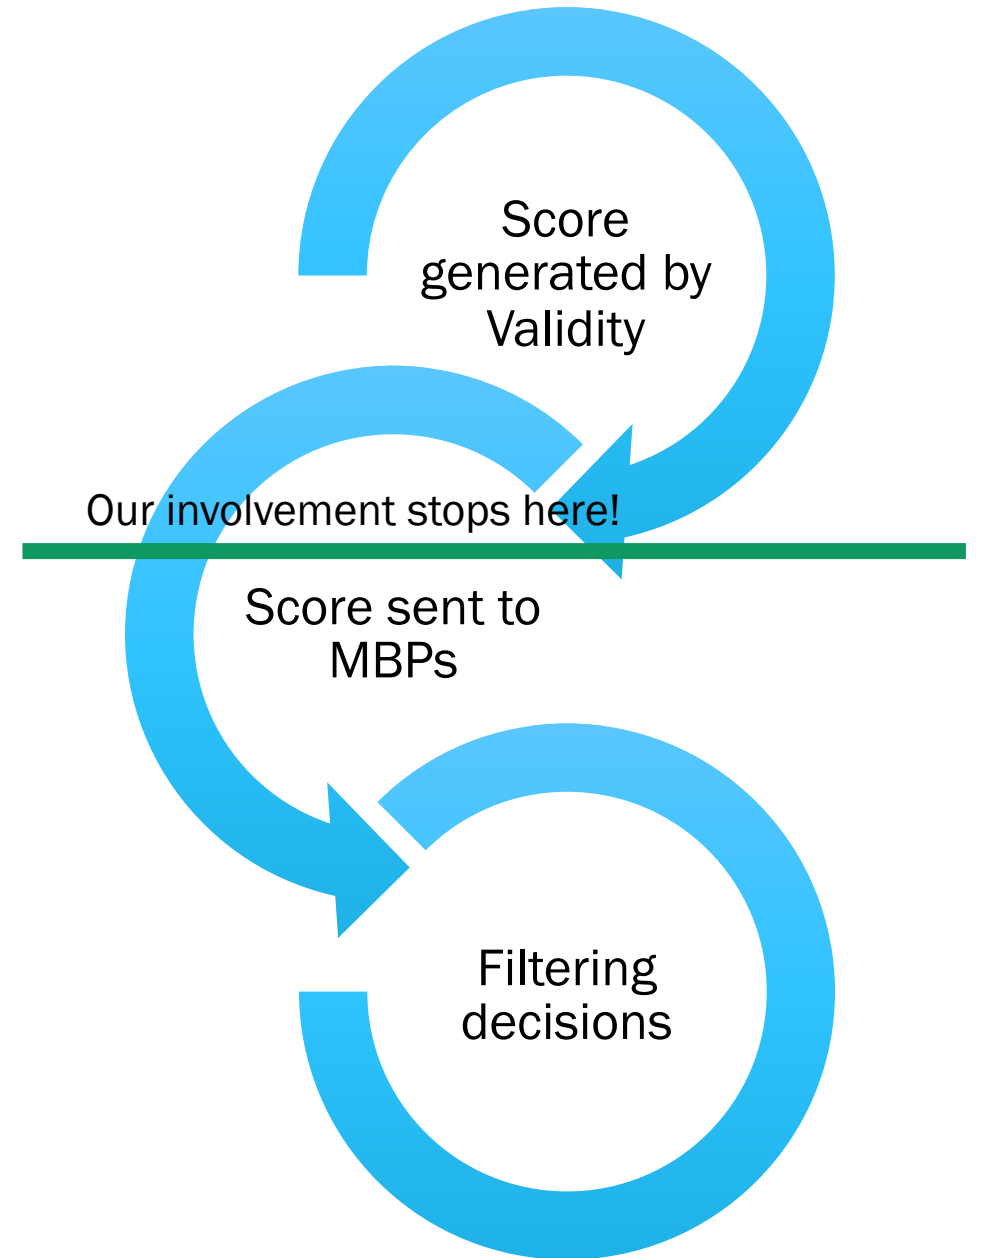 Score
generated by
Validity
Our involvement stops here!
Score sent to
MBPs
Filtering
decisions